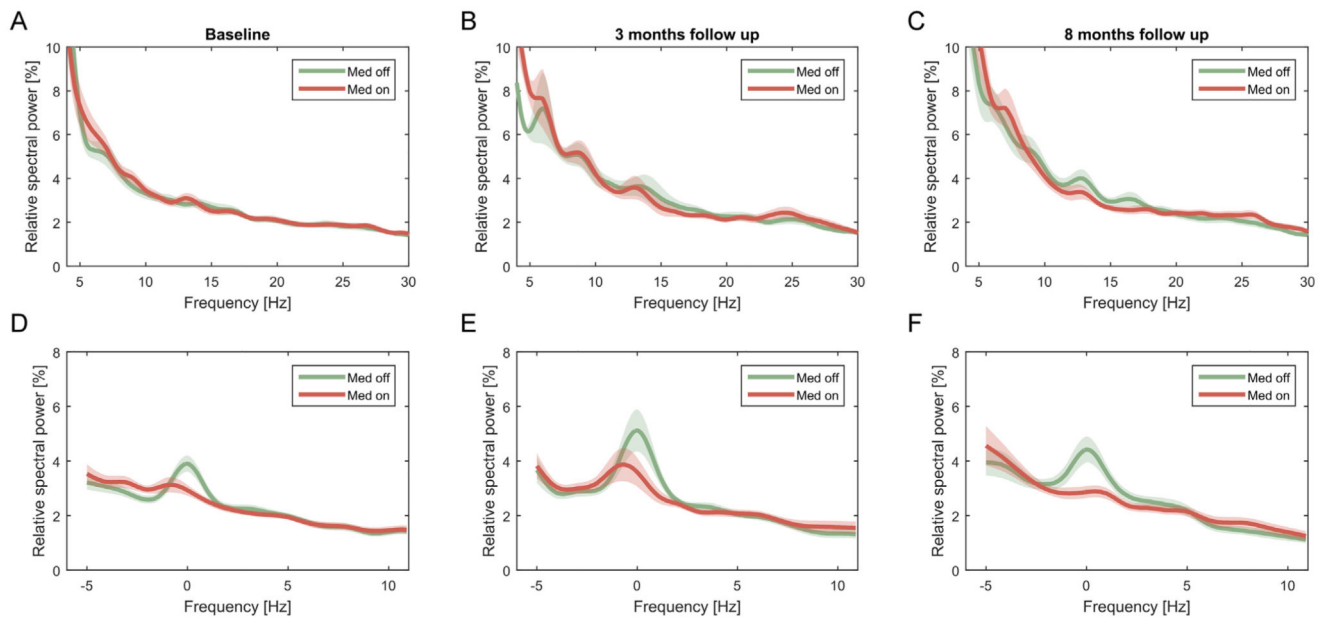 A
Baseline
B
3 months follow up
C
8 months follow up
Relative spectral power [%]
10
8
6
4
2
0
Med off
Med on
5 10 15 20 25 30
Frequency [Hz]
Relative spectral power [%]
10
8
6
4
2
0
Med off
Med on
5 10 15 20 25 30
Frequency [Hz]
Relative spectral power [%]
10
8
6
4
2
0
Med off
Med on
5 10 15 20 25 30
Frequency [Hz]
D
E
F
Relative spectral power [%]
8
6
4
2
0
Med off
Med on
-5 0 5 10
Frequency [Hz]
Relative spectral power [%]
8
6
4
2
0
Med off
Med on
-5 0 5 10
Frequency [Hz]
Relative spectral power [%]
8
6
4
2
0
Med off
Med on
-5 0 5 10
Frequency [Hz]